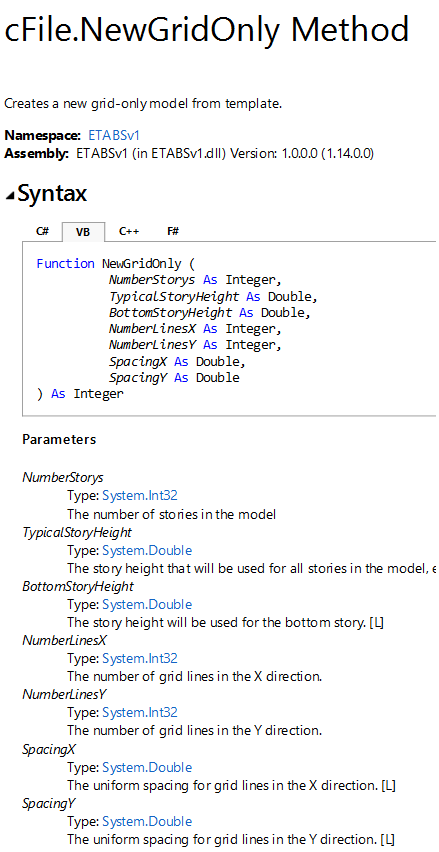 cFile.NewGridOnly Method
Creates a new grid-only model from template.
Namespace: ETABSv1
Assembly: ETABSv1 (in ETABSv1.dll) Version: 1.0.0.0 (1.14.0.0)
Syntax
C# VB C++ F#
Function NewGridOnly (
NumberStorys As Integer,
TypicalStoryHeight As Double,
BottomStoryHeight As Double,
NumberLinesX As Integer,
NumberLinesY As Integer,
SpacingX As Double,
SpacingY As Double
) As Integer
Parameters
NumberStorys
Type: System.Int32
The number of stories in the model
TypicalStoryHeight
Type: System.Double
The story height that will be used for all stories in the model,
BottomStoryHeight
Type: System.Double
The story height will be used for the bottom story. [L]
NumberLinesX
Type: System.Int32
The number of grid lines in the X direction.
NumberLinesY
Type: System.Int32
The number of grid lines in the Y direction.
SpacingX
Type: System.Double
The uniform spacing for grid lines in the X direction. [L]
SpacingY
Type: System.Double
The uniform spacing for grid lines in the Y direction. [L]